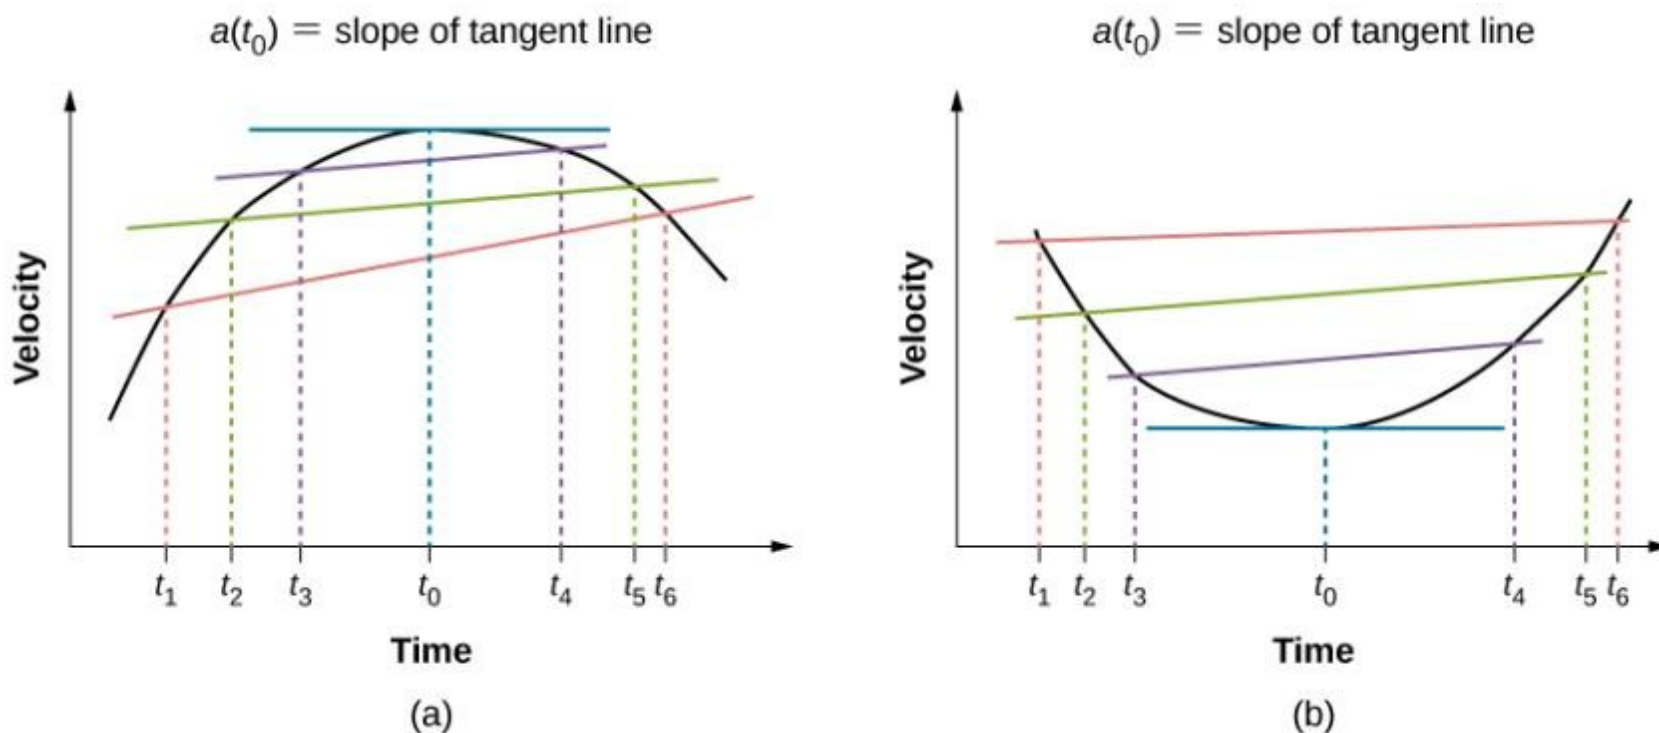 a(t₀) = slope of tangent line
Velocity
t₁ t₂ t₃ t₀ t₄ t₅ t₆
Time
(a)
a(t₀) = slope of tangent line
Velocity
t₁ t₂ t₃ t₀ t₄ t₅ t₆
Time
(b)